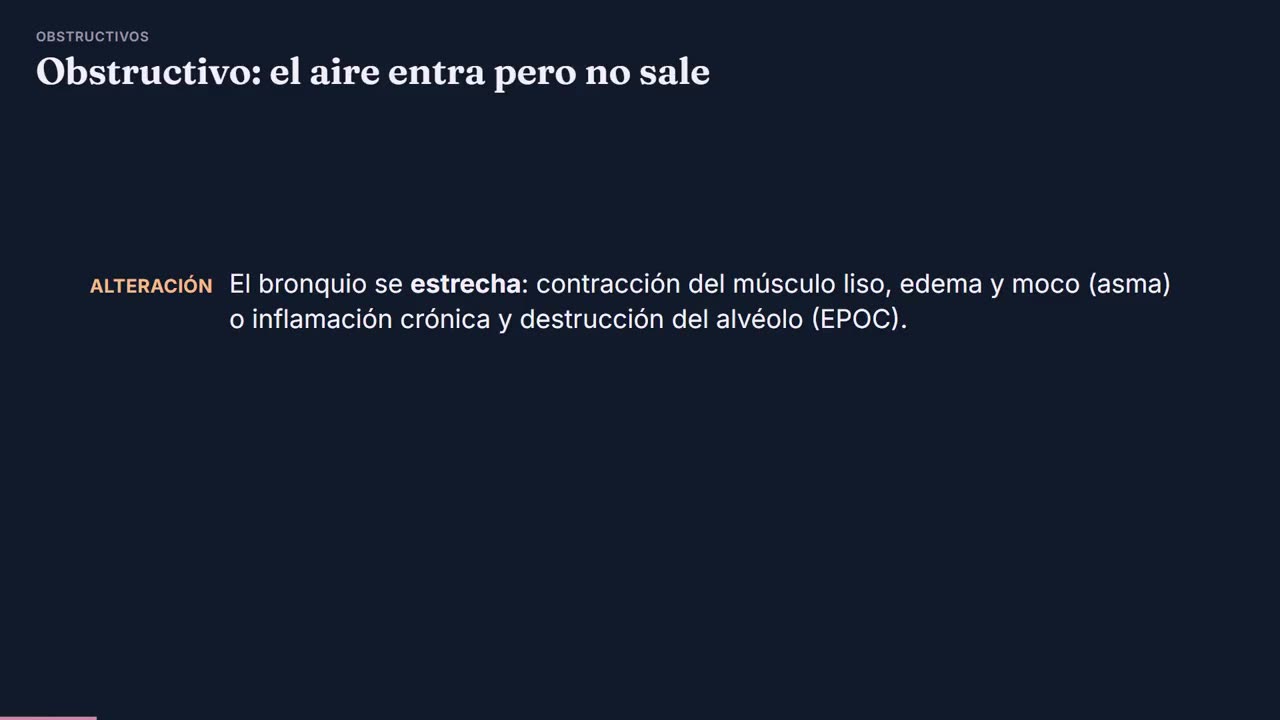 OBSTRUCTIVOS
Obstructivo: el aire entra pero no sale
ALTERACIÓN El bronquio se estrecha: contracción del músculo liso, edema y moco (asma)
o inflamación crónica y destrucción del alvéolo (EPOC).